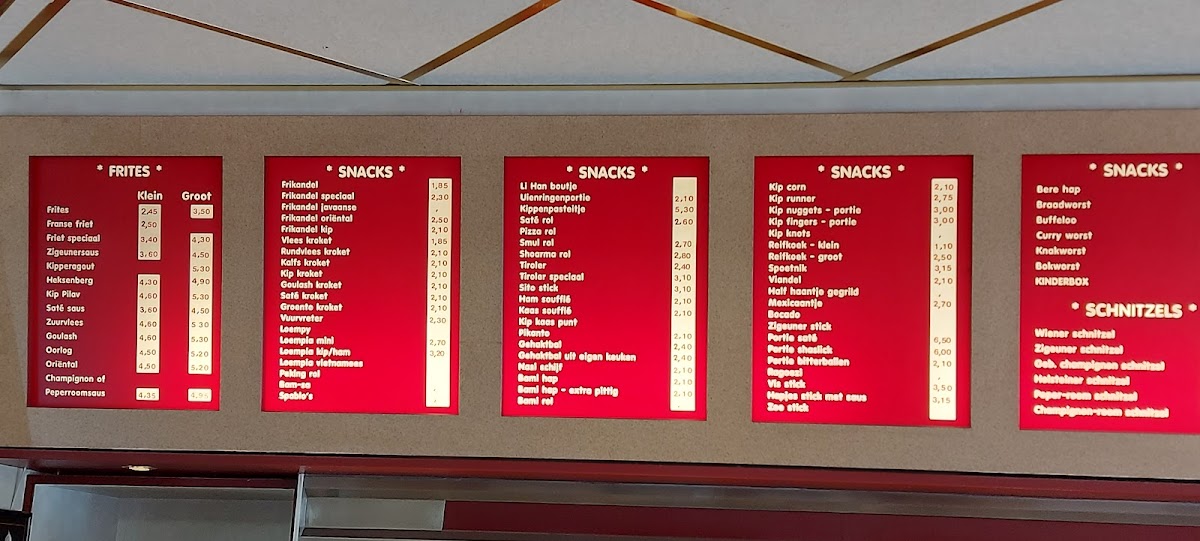 * FRITES *
Klein Groot
Frites 2,45 3,50
Franse friet 2,50
Friet speciaal 3,40 4,30
Zigeunersaus 3,60 4,50
Kipperagout 5,30
Heksenberg 4,30 4,90
Kip Pilav 4,60 5,30
Saté saus 3,60 4,50
Zuurvlees 4,60 5 30
Goulash 4,60 5,30
Oorlog 4,50 5,20
Oriëntal 4,50 5,20
Champignon of
Peperroomsaus 4,35 4,95
* SNACKS *
Frikandel 1,85
Frikandel speciaal 2,30
Frikandel javaanse
Frikandel oriëntal 2,50
Frikandel kip 2,10
Vlees kroket 1,85
Rundvlees kroket 2,10
Kalfs kroket 2,10
Kip kroket 2,10
Goulash kroket 2,10
Saté kroket 2,10
Groente kroket 2,10
Vuurvreter 2,30
Loempy
Loempia mini 2,70
Loempia kip/ham 3,20
Loempia vietnamees
Peking rol
Bam-se
Spablo's
* SNACKS *
Li Han boutje
Uienringenportie 2,10
Kippenpasteitje 5,30
Saté rol 2,60
Pizza rol
Smul rol 2,70
Shoarma rol 2,80
Tiroler 2,40
Tiroler speciaal 3,10
Sito stick 3,10
Ham soufflé 2,10
Kaas soufflé 2,10
Kip kaas punt
Pikanto 2,10
Gehaktbal 2,40
Gehaktbal uit eigen keuken 2,40
Nasi schijf 2,10
Bami hap 2,10
Bami hap - extra pittig 2,10
Bami rol
* SNACKS *
Kip corn 2,10
Kip runner 2,75
Kip nuggets - portie 3,00
Kip fingers - portie 3,00
Kip knots
Reifkoek - klein 1,10
Reifkoek - groot 2,50
Spoetnik 3,15
Viandel 2,10
Half haantje gegrild
Mexicaantje 2,70
Bocado
Zigeuner stick
Portie saté 6,50
Portie shaslick 6,00
Portie bitterballen 2,10
Ragoezi
Vis stick 3,50
Hapjes stick met saus 3,15
Zoo stick
* SNACKS *
Bere hap
Braadworst
Buffeloo
Curry worst
Knakworst
Bokworst
KINDERBOX
* SCHNITZELS *
Wiener schnitzel
Zigeuner schnitzel
Geb. champignon schnitzel
Holsteiner schnitzel
Peper-room schnitzel
Champignon-room schnitzel